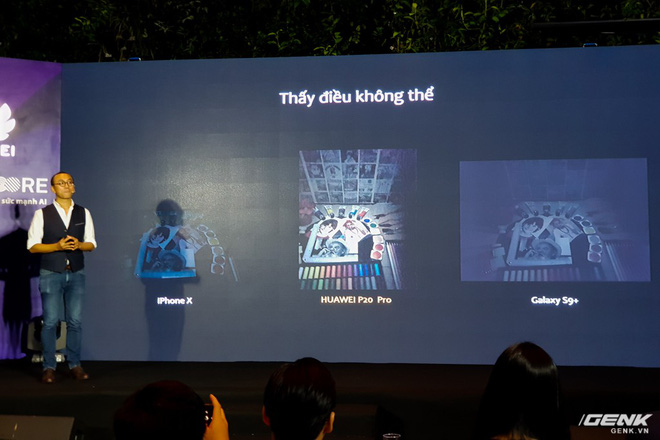 Thấy điều không thể
EI
RE
sức mạnh AI
IPhone X
HUAWEI P20 Pro
Galaxy S9+
GENK
GENK.VN